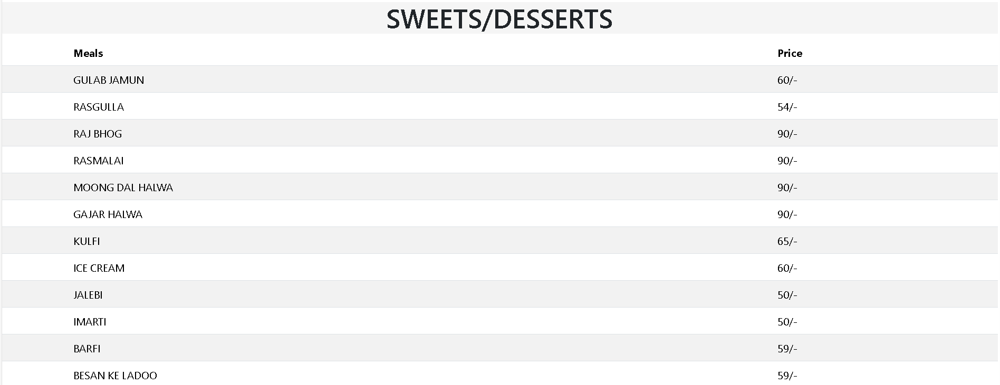 SWEETS/DESSERTS
Meals Price
GULAB JAMUN 60/-
RASGULLA 54/-
RAJ BHOG 90/-
RASMALAI 90/-
MOONG DAL HALWA 90/-
GAJAR HALWA 90/-
KULFI 65/-
ICE CREAM 60/-
JALEBI 50/-
IMARTI 50/-
BARFI 59/-
BESAN KE LADOO 59/-